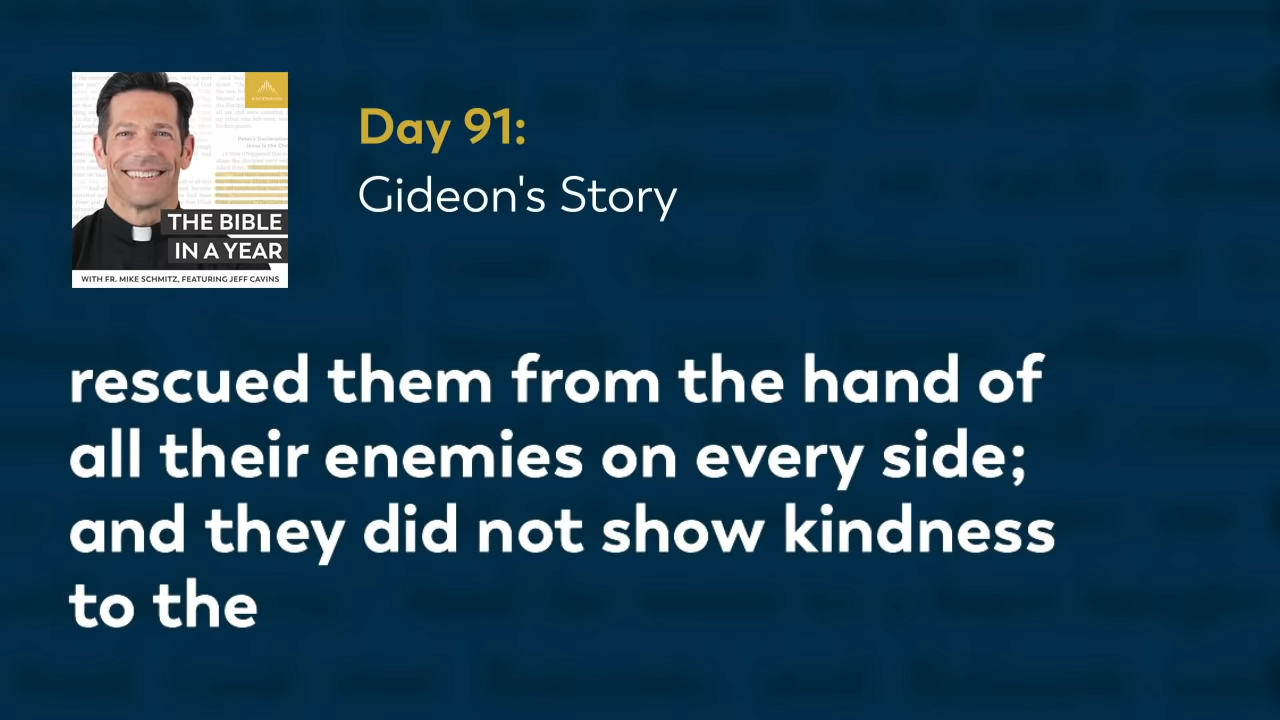 Day 91:
Gideon's Story
THE BIBLE
IN A YEAR
WITH FR. MIKE SCHMITZ, FEATURING JEFF CAVINS
rescued them from the hand of
all their enemies on every side;
and they did not show kindness
to the